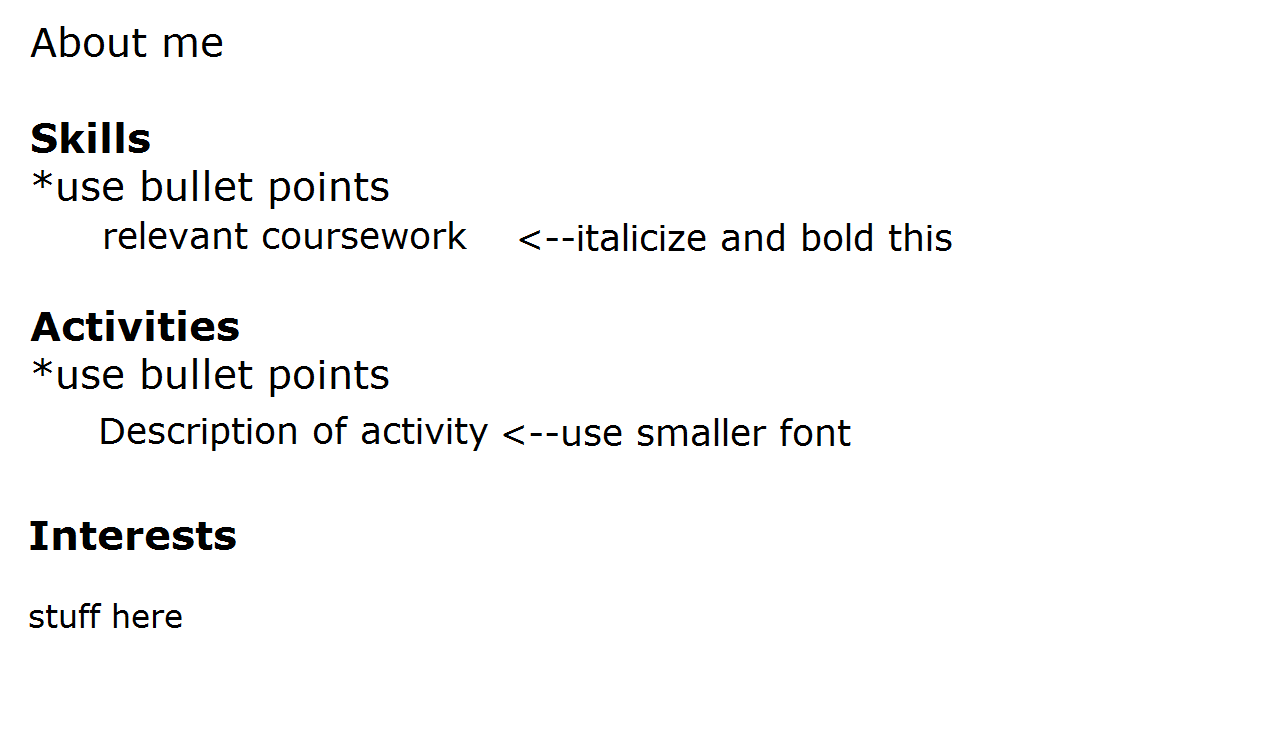 About me
Skills
*use bullet points
relevant coursework <--italicize and bold this
Activities
*use bullet points
Description of activity <--use smaller font
Interests
stuff here